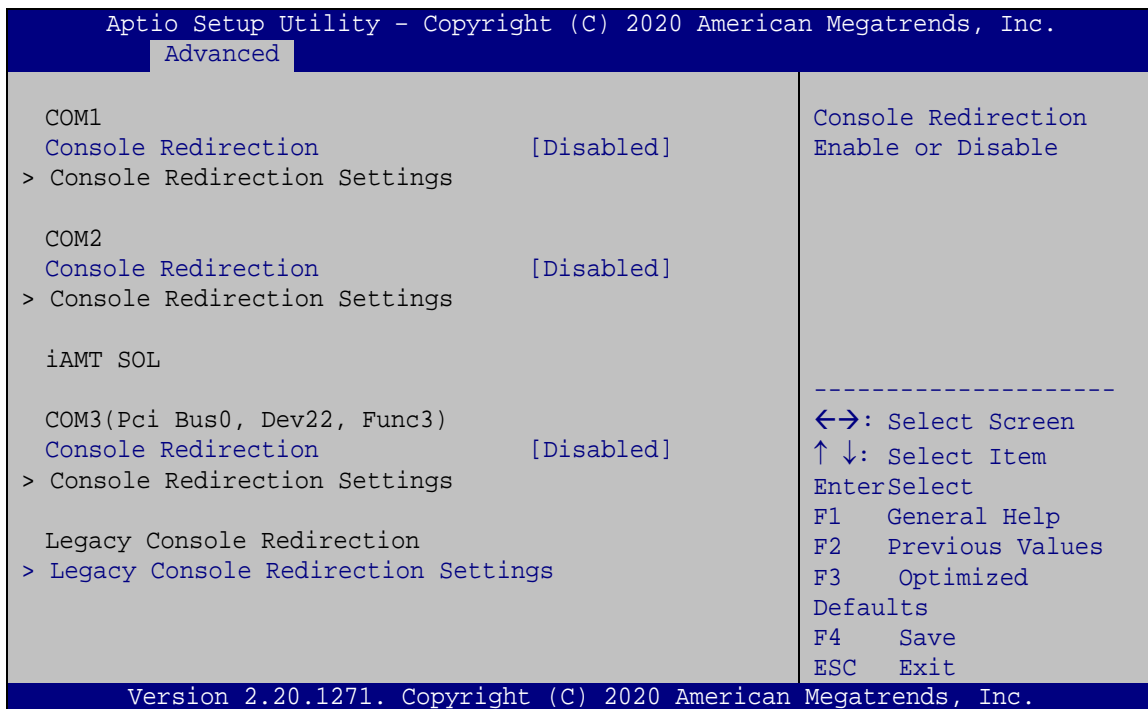 Aptio Setup Utility – Copyright (C) 2020 American Megatrends, Inc.
Advanced
COM1
Console Redirection [Disabled]
> Console Redirection Settings
COM2
Console Redirection [Disabled]
> Console Redirection Settings
iAMT SOL
COM3(Pci Bus0, Dev22, Func3)
Console Redirection [Disabled]
> Console Redirection Settings
Legacy Console Redirection
> Legacy Console Redirection Settings
Console Redirection
Enable or Disable
---------------------
←→: Select Screen
↑ ↓: Select Item
EnterSelect
F1 General Help
F2 Previous Values
F3 Optimized
Defaults
F4 Save
ESC Exit
Version 2.20.1271. Copyright (C) 2020 American Megatrends, Inc.